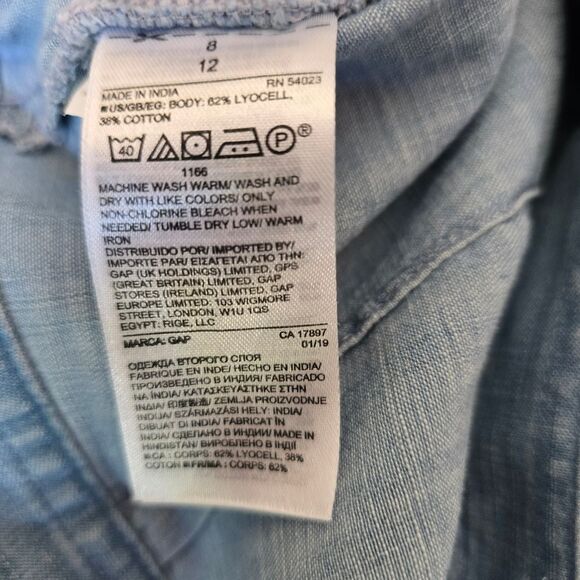 8
12
MADE IN INDIA RN 54023
US/GB/EG: BODY: 62% LYOCELL,
38% COTTON
40 P®
1166
MACHINE WASH WARM/ WASH AND
DRY WITH LIKE COLORS/ ONLY
NON-CHLORINE BLEACH WHEN
NEEDED/ TUMBLE DRY LOW/ WARM
IRON
DISTRIBUIDO POR/ IMPORTED BY/
IMPORTE PAR/ ΕΙΣΑΓΕΤΑΙ ΑΠΟ ΤΗΝ:
GAP (UK HOLDINGS) LIMITED, GPS
(GREAT BRITAIN) LIMITED, GAP
STORES (IRELAND) LIMITED, GAP
EUROPE LIMITED: 103 WIGMORE
STREET, LONDON, W1U 1QS
EGYPT: RIGE, LLC
MARCA: GAP CA 17897
01/19
ОДЕЖДА ВТОРОГО СЛОЯ
FABRIQUE EN INDE/ HECHO EN INDIA/
ПРОИЗВЕДЕНО В ИНДИЯ/ FABRICADO
NA ÍNDIA/ ΚΑΤΑΣΚΕΥΑΣΤΗΚΕ ΣΤΗΝ
ΙΝΔΙΑ/ ZEMLJA PROIZVODNJE
INDIJA/ SZÁRMAZÁSI HELY: INDIA/
DIBUAT DI INDIA/ FABRICAT ÎN
INDIA/ СДЕЛАНО В ИНДИИ/ MADE IN
HINDISTAN/ ВИРОБЛЕНО В ІНДІЇ
CA : CORPS: 62% LYOCELL, 38%
COTON FR/MA : CORPS: 62%